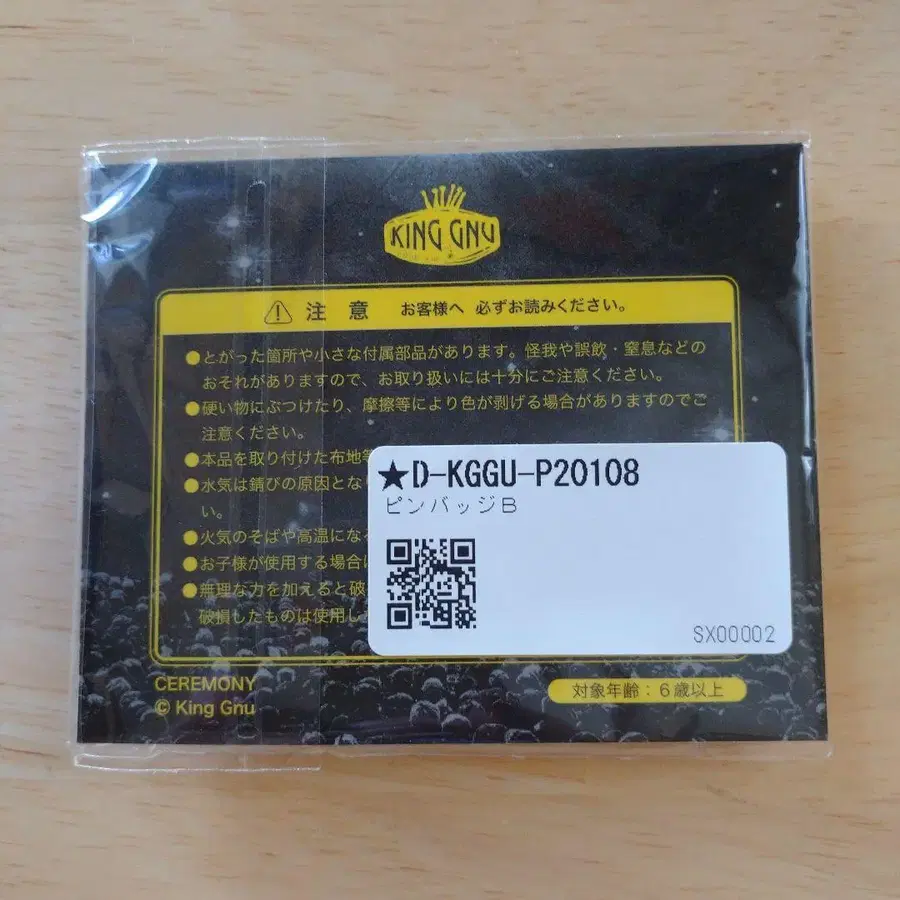 KING GNU
注意 お客様へ 必ずお読みください。
●とがった箇所や小さな付属部品があります。怪我や誤飲・窒息などの
おそれがありますので、お取り扱いには十分にご注意ください。
●硬い物にぶつけたり、摩擦等により色が剥げる場合がありますのでご
注意ください。
●本品を取り付けた布地等
●水気は錆びの原因とな
い。
●火気のそばや高温にな
●お子様が使用する場合
●無理な力を加えると破
破損したものは使用し
★D-KGGU-P20108
ピンバッジB
SX00002
CEREMONY
© King Gnu
対象年齢：6歳以上